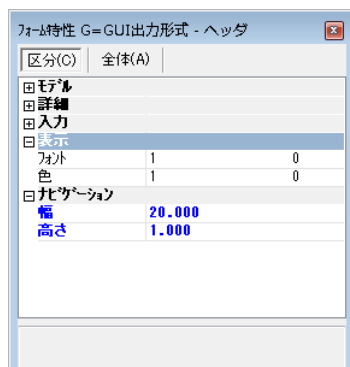 ﾌｫｰﾑ特性 G=GUI出力形式 - ヘッダ
区分(C) 全体(A)
ﾓﾃﾞﾙ
詳細
入力
表示
ﾌｫﾝﾄ 1 0
色 1 0
ﾅﾋﾞｹﾞｰｼｮﾝ
幅 20.000
高さ 1.000